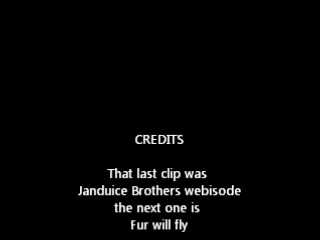 CREDITS
That last clip was
Janduice Brothers webisode
the next one is
Fur will fly